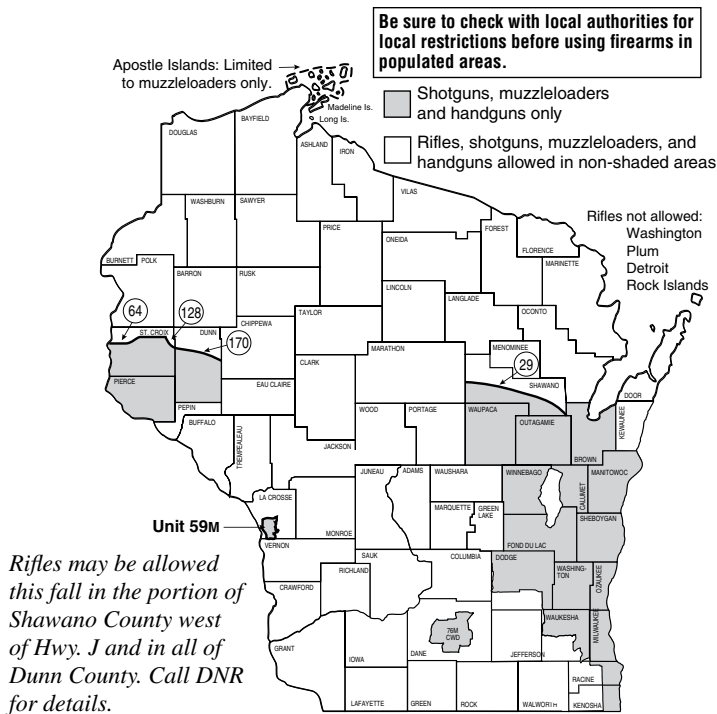 Be sure to check with local authorities for
local restrictions before using firearms in
populated areas.
Apostle Islands: Limited
to muzzleloaders only.
Madeline Is.
Long Is.
Shotguns, muzzleloaders
and handguns only
Rifles, shotguns, muzzleloaders, and
handguns allowed in non-shaded areas
Rifles not allowed:
Washington
Plum
Detroit
Rock Islands
DOUGLAS
BAYFIELD
ASHLAND
IRON
VILAS
WASHBURN
SAWYER
PRICE
ONEIDA
FOREST
FLORENCE
MARINETTE
BURNETT
POLK
BARRON
RUSK
LINCOLN
LANGLADE
OCONTO
TAYLOR
64
128
170
ST. CROIX
DUNN
CHIPPEWA
MARATHON
MENOMINEE
29
SHAWANO
CLARK
PIERCE
PEPIN
EAU CLAIRE
DOOR
BUFFALO
TREMPEALEAU
JACKSON
WOOD
PORTAGE
WAUPACA
OUTAGAMIE
BROWN
KEWAUNEE
LA CROSSE
MONROE
JUNEAU
ADAMS
WAUSHARA
WINNEBAGO
CALUMET
MANITOWOC
MARQUETTE
GREEN
LAKE
FOND DU LAC
SHEBOYGAN
Unit 59M
VERNON
CRAWFORD
RICHLAND
SAUK
COLUMBIA
DODGE
WASHING-
TON
OZAUKEE
GRANT
IOWA
DANE
76M
CWD
JEFFERSON
WAUKESHA
MILWAUKEE
LAFAYETTE
GREEN
ROCK
WALWORTH
RACINE
KENOSHA
Rifles may be allowed
this fall in the portion of
Shawano County west
of Hwy. J and in all of
Dunn County. Call DNR
for details.